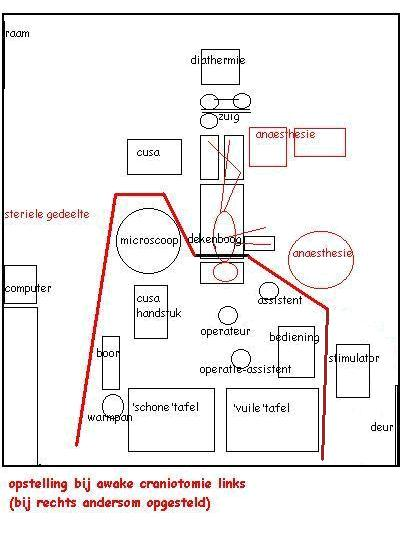 raam
diathermie
zuig
anaesthesie
cusa
steriele gedeelte
microscoop
dekenboog
anaesthesie
computer
cusa
handstuk
assistent
operateur
bediening
boor
operatie-assistent
stimulator
warmpan
'schone'tafel
'vuile'tafel
deur
opstelling bij awake craniotomie links
(bij rechts andersom opgesteld)